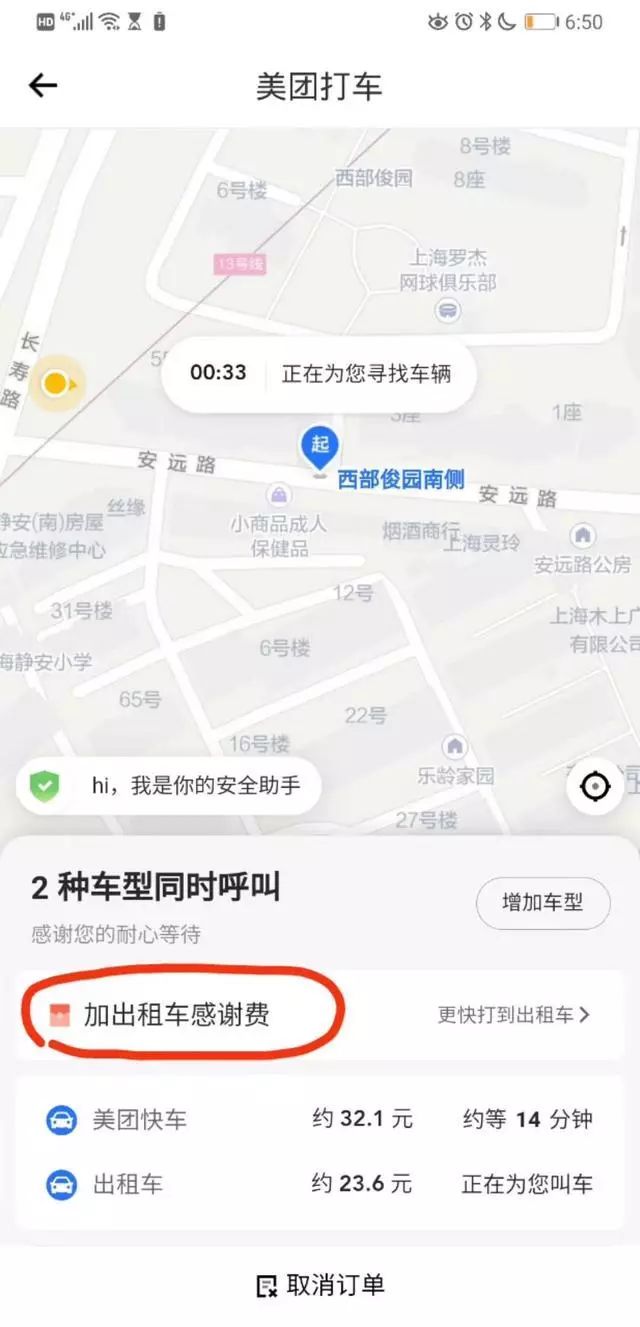 HD 4G+ 6:50
美团打车
8号楼
6号楼
西部俊园
8座
13号线
上海罗杰
网球俱乐部
长寿路
00:33 正在为您寻找车辆
1座
起
安远路
西部俊园南侧
安远路
丝缘
静安(南)房屋
应急维修中心
小商品成人
保健品
烟酒商行
上海灵玲
安远路公房
12号
31号楼
上海木上广
有限公司
6号楼
海静安小学
65号
22号
16号楼
乐龄家园
hi，我是你的安全助手
27号楼
2 种车型同时呼叫
增加车型
感谢您的耐心等待
加出租车感谢费
更快打到出租车
美团快车 约 32.1 元 约等 14 分钟
出租车 约 23.6 元 正在为您叫车
取消订单